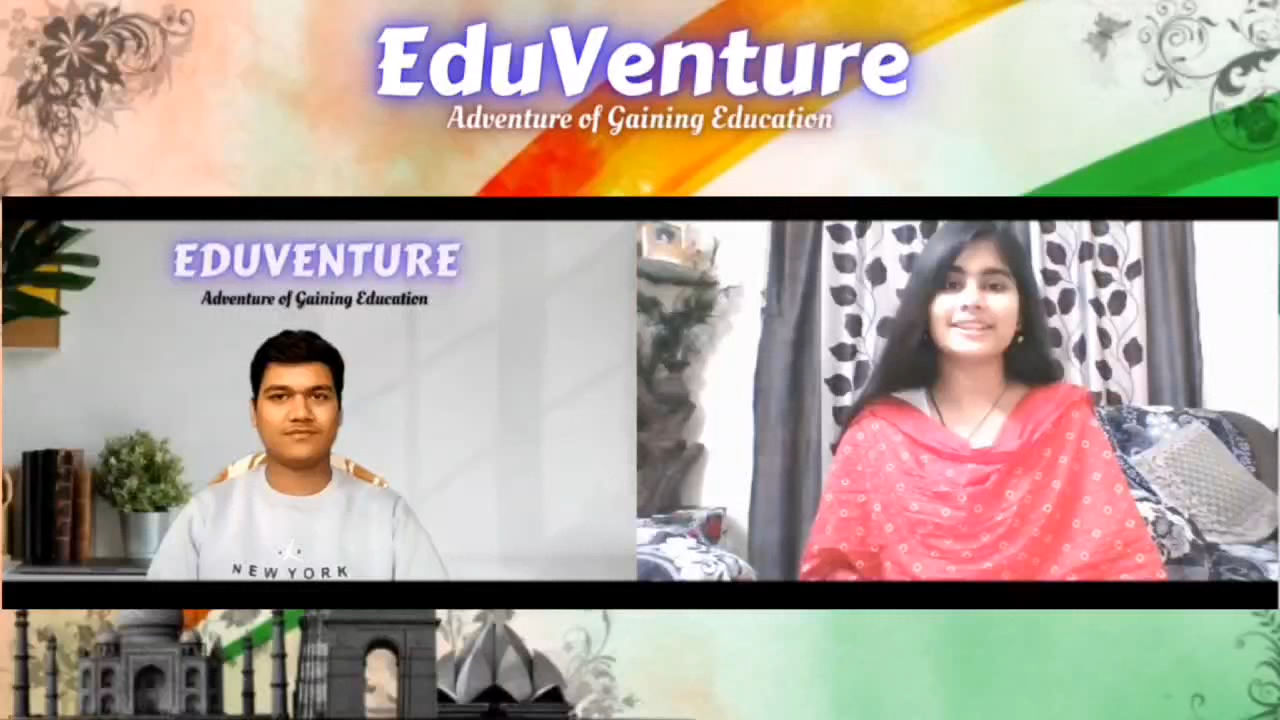 EduVenture
Adventure of Gaining Education
EDUVENTURE
Adventure of Gaining Education
NEW YORK